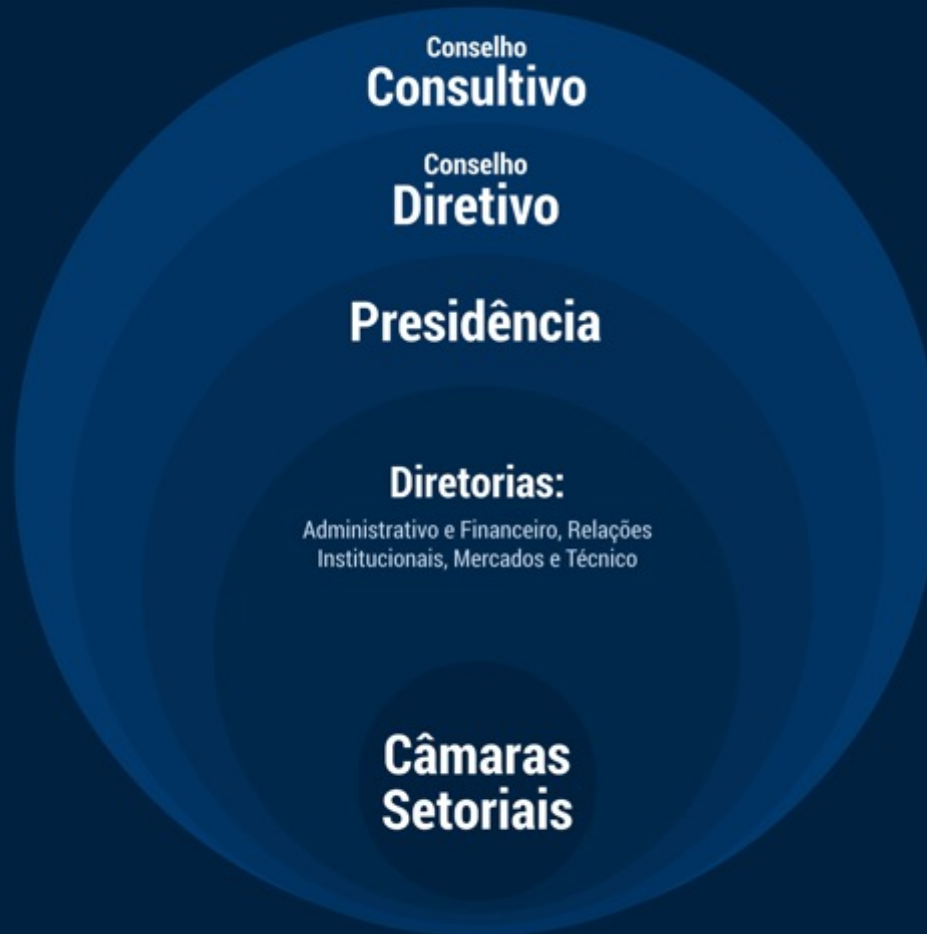 Conselho
Consultivo
Conselho
Diretivo
Presidência
Diretorias:
Administrativo e Financeiro, Relações
Institucionais, Mercados e Técnico
Câmaras
Setoriais